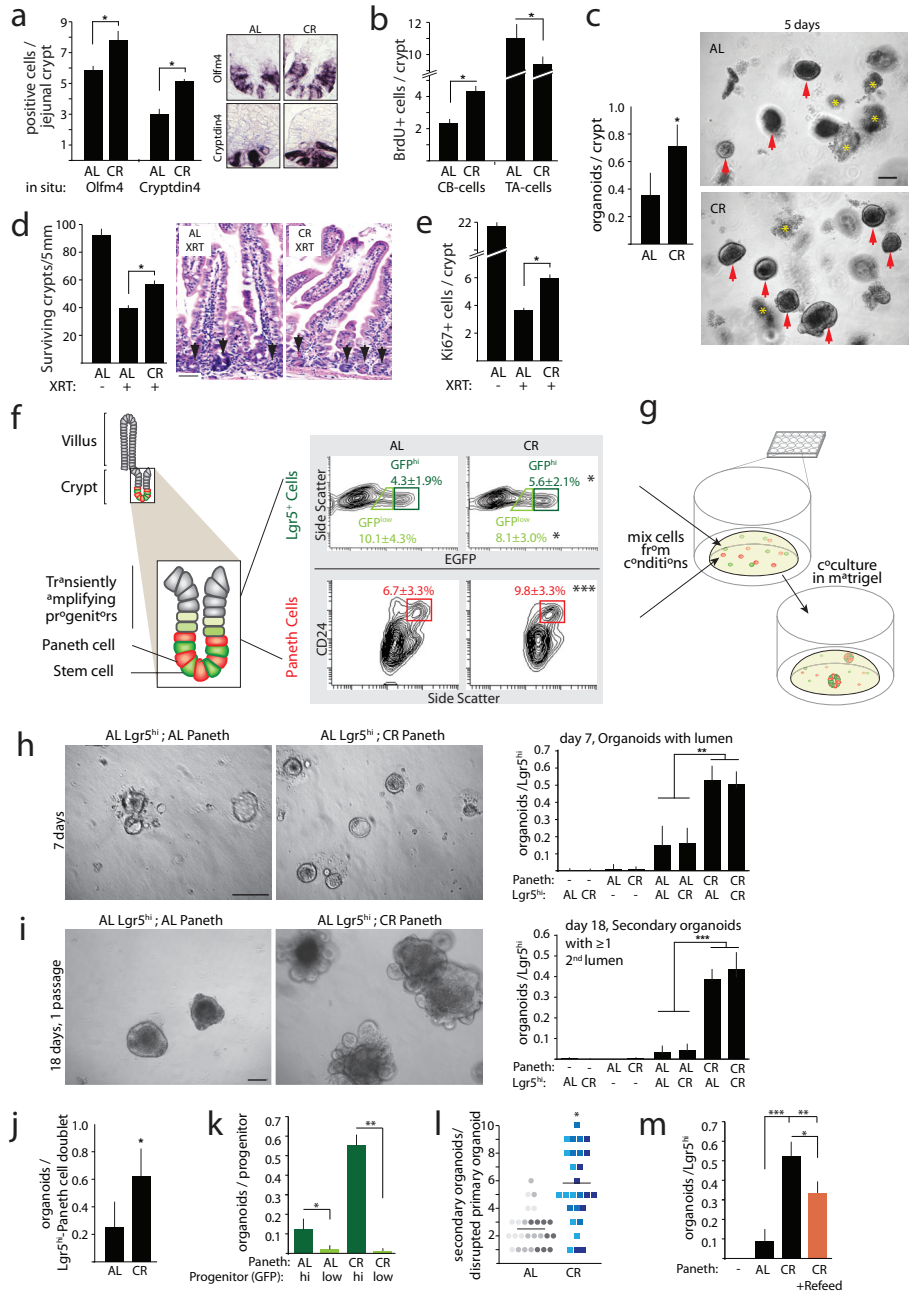 a
positive cells /
jejunal crypt
9
7
5
3
1
*
*
AL CR AL CR
in situ: Olfm4 Cryptdin4
AL CR
Olfm4
Cryptdin4
b
BrdU+ cells / crypt
12
10
8
6
4
2
*
*
AL CR AL CR
CB-cells TA-cells
c
5 days
organoids / crypt
1.0
0.8
0.6
0.4
0.2
*
AL CR
AL
* * * *
CR
* *
d
Surviving crypts/5mm
100
80
60
40
20
*
AL AL CR
XRT: - + +
AL
XRT
CR
XRT
e
Ki67+ cells / crypt
22
6
4
2
*
AL AL CR
XRT: - + +
f
Villus
Crypt
Transiently
amplifying
progenitors
Paneth cell
Stem cell
Lgr5+ Cells
Paneth Cells
AL CR
Side Scatter
GFPhi
4.3±1.9%
GFPlow
10.1±4.3%
GFPhi
5.6±2.1% *
GFPlow
8.1±3.0% *
EGFP
CD24
6.7±3.3%
9.8±3.3% ***
Side Scatter
g
mix cells
from
conditions
coculture
in matrigel
h
AL Lgr5hi ; AL Paneth AL Lgr5hi ; CR Paneth
7 days
day 7, Organoids with lumen
organoids /Lgr5hi
0.6
0.5
0.4
0.3
0.2
0.1
**
Paneth: - - AL CR AL AL CR CR
Lgr5hi: AL CR - - AL CR AL CR
i
AL Lgr5hi ; AL Paneth AL Lgr5hi ; CR Paneth
18 days, 1 passage
day 18, Secondary organoids
with ≥1
2nd lumen
organoids /Lgr5hi
0.6
0.5
0.4
0.3
0.2
0.1
***
Paneth: - - AL CR AL AL CR CR
Lgr5hi: AL CR - - AL CR AL CR
j
organoids /
Lgr5hi-Paneth cell doublet
1.0
0.8
0.6
0.4
0.2
*
AL CR
k
organoids / progenitor
0.7
0.6
0.5
0.4
0.3
0.2
0.1
*
**
Paneth: AL AL CR CR
Progenitor (GFP): hi low hi low
l
secondary organoids/
disrupted primary organoid
10
8
6
4
2
0
*
AL CR
m
organoids/Lgr5hi
0.7
0.6
0.5
0.4
0.3
0.2
0.1
*** **
*
Paneth: - AL CR CR
+Refeed